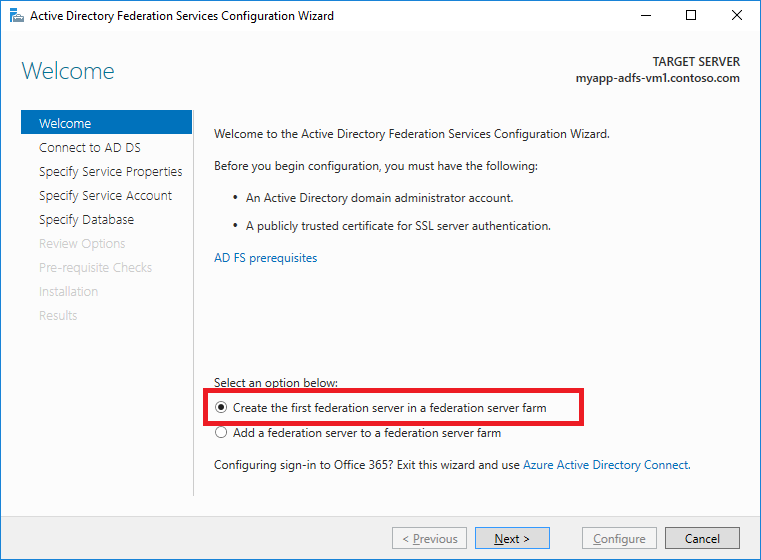 Active Directory Federation Services Configuration Wizard
Welcome
TARGET SERVER
myapp-adfs-vm1.contoso.com
Welcome
Connect to AD DS
Specify Service Properties
Specify Service Account
Specify Database
Review Options
Pre-requisite Checks
Installation
Results
Welcome to the Active Directory Federation Services Configuration Wizard.
Before you begin configuration, you must have the following:
• An Active Directory domain administrator account.
• A publicly trusted certificate for SSL server authentication.
AD FS prerequisites
Select an option below:
Create the first federation server in a federation server farm
Add a federation server to a federation server farm
Configuring sign-in to Office 365? Exit this wizard and use Azure Active Directory Connect.
< Previous
Next >
Configure
Cancel